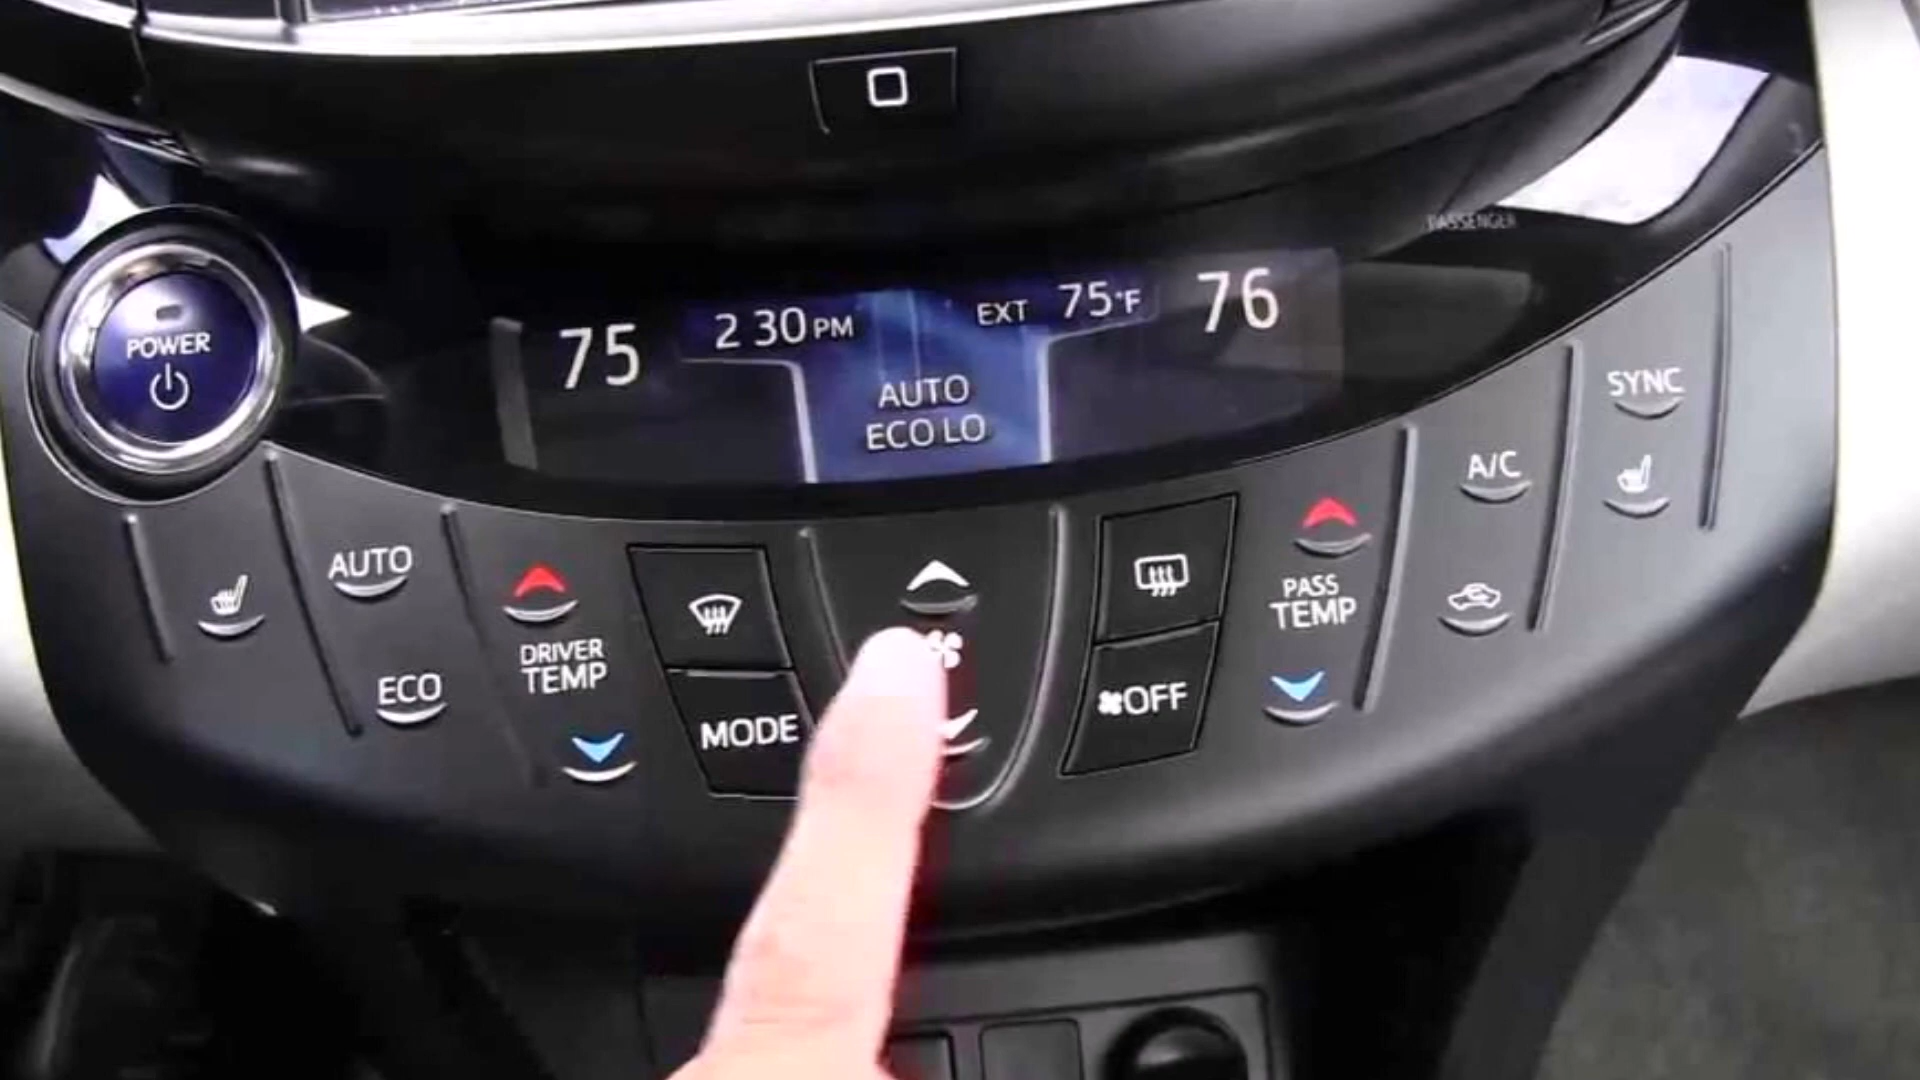 PASSENGER
POWER
75
2 30 PM
EXT 75°F
76
AUTO
ECO LO
SYNC
A/C
AUTO
PASS
TEMP
DRIVER
TEMP
ECO
MODE
OFF